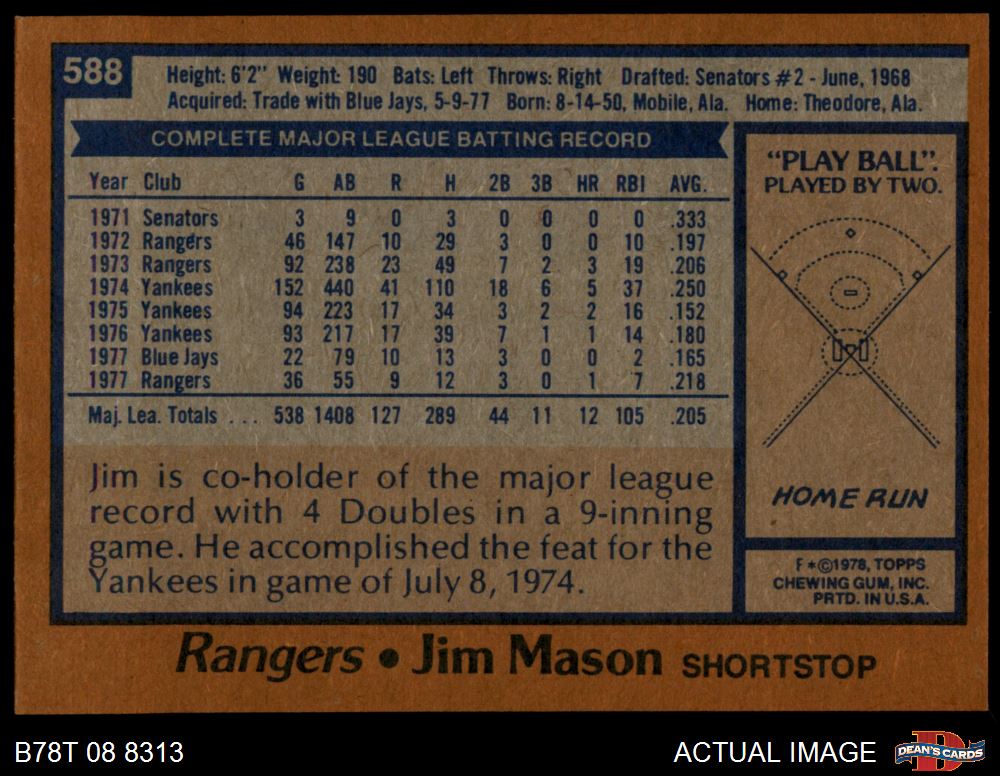 588
Height: 6'2" Weight: 190 Bats: Left Throws: Right Drafted: Senators #2 - June, 1968
Acquired: Trade with Blue Jays, 5-9-77 Born: 8-14-50, Mobile, Ala. Home: Theodore, Ala.
COMPLETE MAJOR LEAGUE BATTING RECORD
Year Club G AB R H 2B 3B HR RBI AVG.
1971 Senators 3 9 0 3 0 0 0 0 .333
1972 Rangers 46 147 10 29 3 0 0 10 .197
1973 Rangers 92 238 23 49 7 2 3 19 .206
1974 Yankees 152 440 41 110 18 6 5 37 .250
1975 Yankees 94 223 17 34 3 2 2 16 .152
1976 Yankees 93 217 17 39 7 1 1 14 .180
1977 Blue Jays 22 79 10 13 3 0 0 2 .165
1977 Rangers 36 55 9 12 3 0 1 7 .218
Maj. Lea. Totals . . . 538 1408 127 289 44 11 12 105 .205
Jim is co-holder of the major league
record with 4 Doubles in a 9-inning
game. He accomplished the feat for the
Yankees in game of July 8, 1974.
"PLAY BALL".
PLAYED BY TWO.
HOME RUN
F *©1978, TOPPS
CHEWING GUM, INC.
PRTD. IN U.S.A.
Rangers • Jim Mason SHORTSTOP
B78T 08 8313
ACTUAL IMAGE
D
DEAN'S CARDS